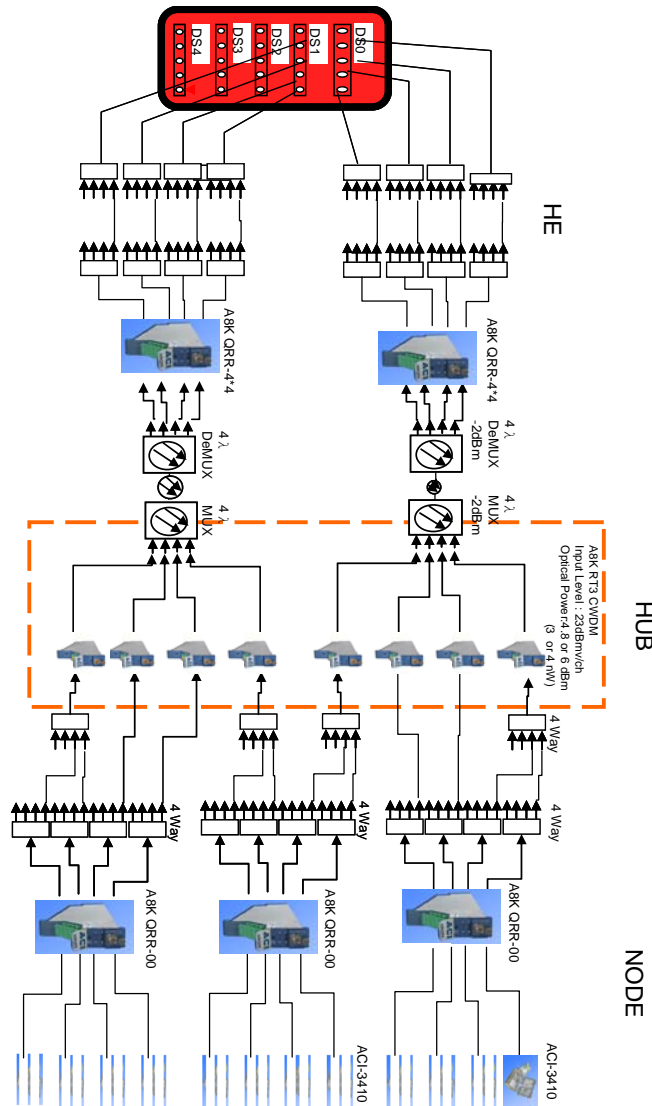 DS4
DS3
DS2
DS1
DS0
HE
A8K QRR-4*4
A8K QRR-4*4
4 λ
DeMUX
4 λ
DeMUX
-2dBm
4 λ
MUX
4 λ
MUX
-2dBm
HUB
A8K RT3 CWDM
Input Level : 23dBmv/ch
Optical Power4.8 or 6 dBm
(3 or 4 nW)
4 Way
4 Way
4 Way
4 Way
A8K QRR-00
A8K QRR-00
A8K QRR-00
NODE
ACI-3410
ACI-3410